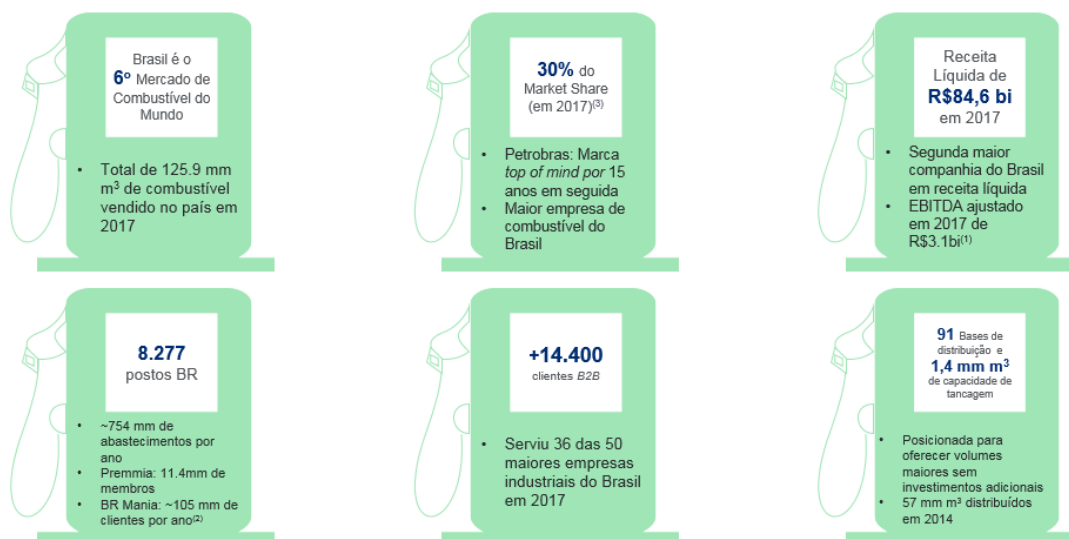 Brasil é o
6º Mercado de
Combustível do
Mundo
• Total de 125.9 mm
m³ de combustível
vendido no país em
2017
30% do
Market Share
(em 2017)⁽³⁾
• Petrobras: Marca
top of mind por 15
anos em seguida
• Maior empresa de
combustível do
Brasil
Receita
Líquida de
R$84,6 bi
em 2017
• Segunda maior
companhia do Brasil
em receita líquida
• EBITDA ajustado
em 2017 de
R$3.1bi⁽¹⁾
8.277
postos BR
• ~754 mm de
abastecimentos por
ano
• Premmia: 11.4mm de
membros
• BR Mania: ~105 mm de
clientes por ano⁽²⁾
+14.400
clientes B2B
• Serviu 36 das 50
maiores empresas
industriais do Brasil
em 2017
91 Bases de
distribuição e
1,4 mm m³
de capacidade de
tancagem
• Posicionada para
oferecer volumes
maiores sem
investimentos adicionais
• 57 mm m³ distribuídos
em 2014